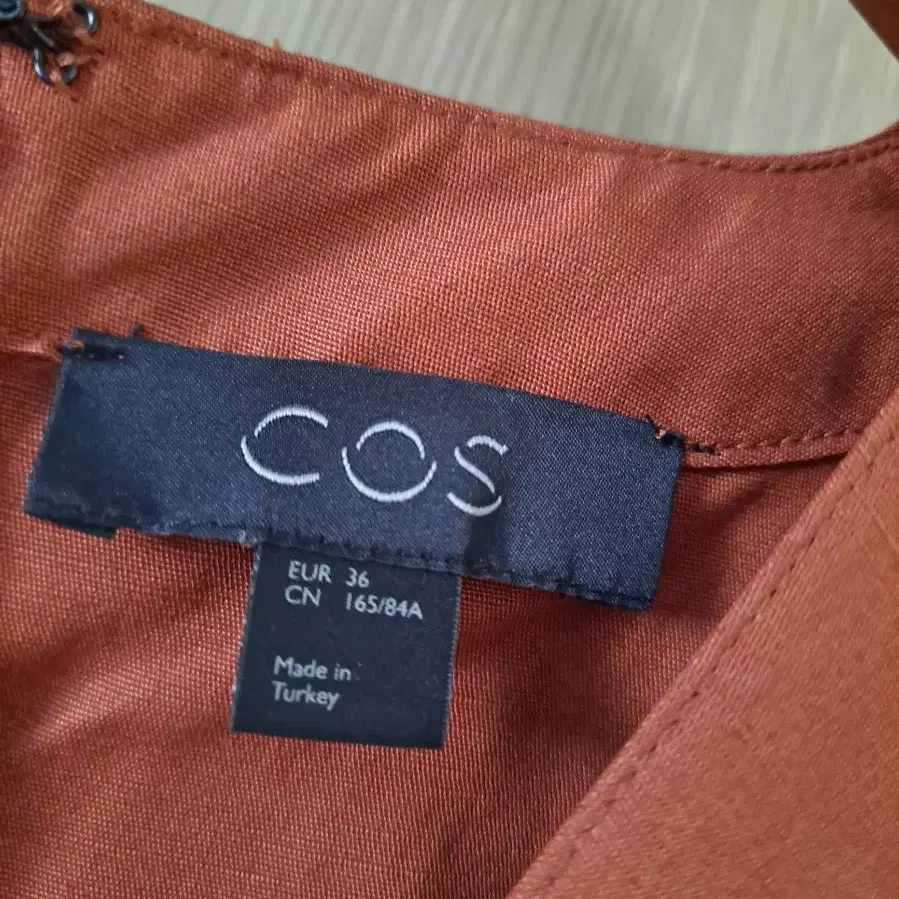 COS
EUR 36
CN 165/84A
Made in
Turkey